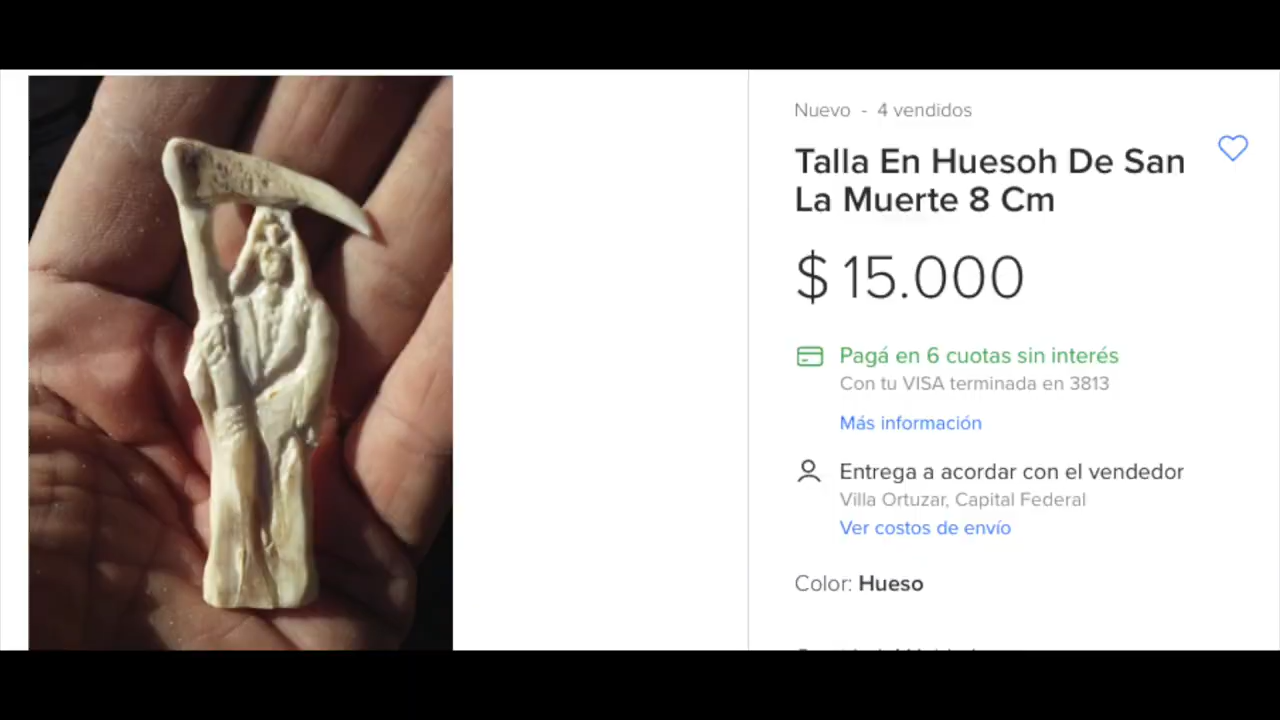 Nuevo - 4 vendidos
Talla En Huesoh De San
La Muerte 8 Cm
$ 15.000
Pagá en 6 cuotas sin interés
Con tu VISA terminada en 3813
Más información
Entrega a acordar con el vendedor
Villa Ortuzar, Capital Federal
Ver costos de envío
Color: Hueso